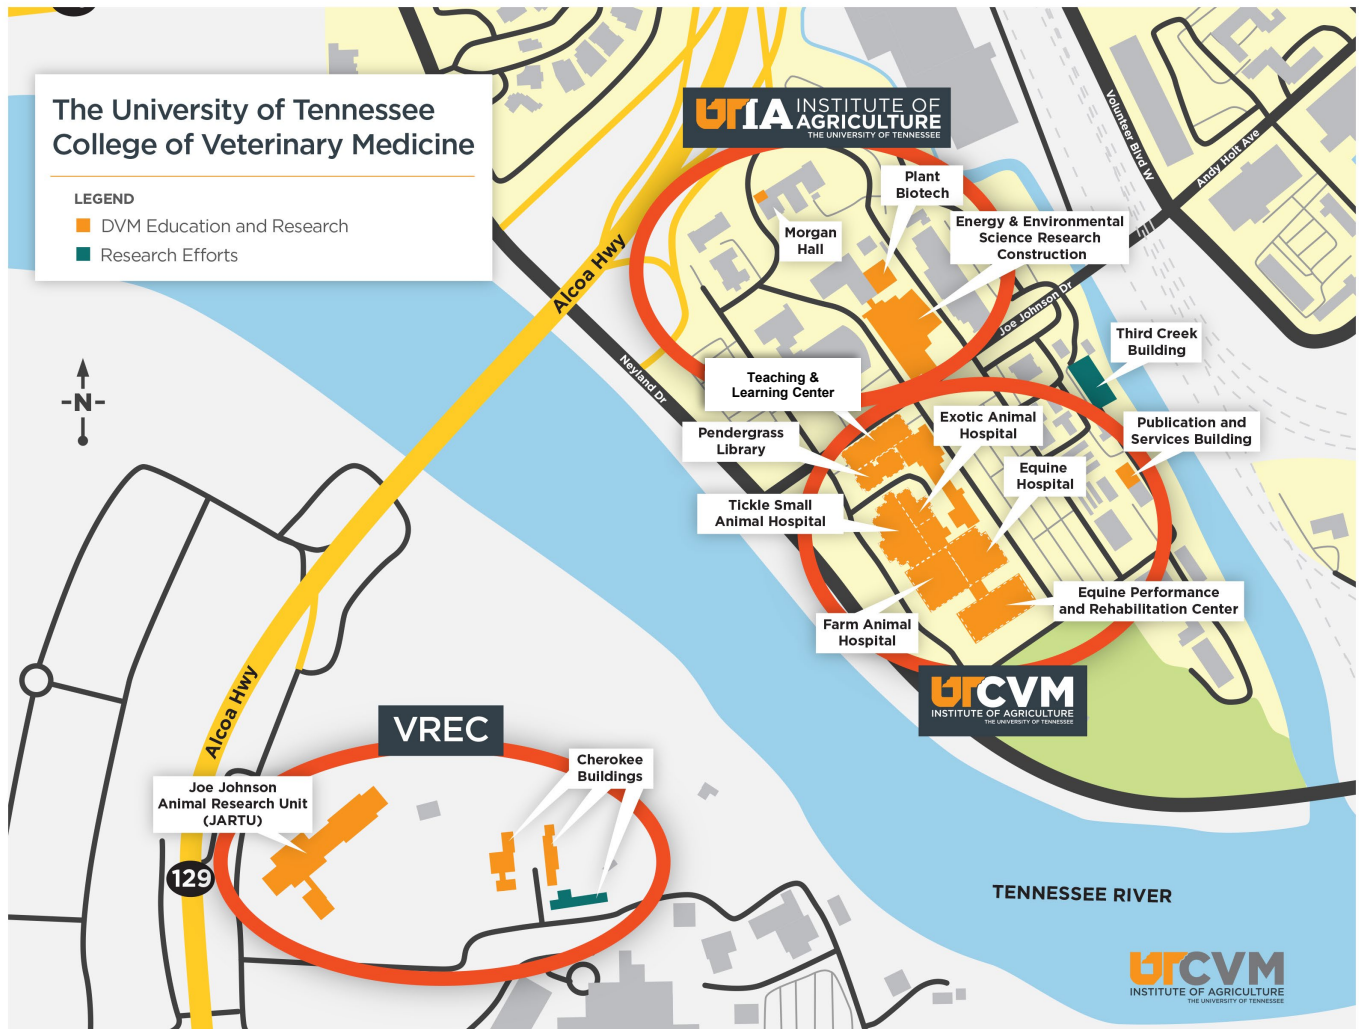 The University of Tennessee
College of Veterinary Medicine
LEGEND
DVM Education and Research
Research Efforts
UTIA INSTITUTE OF
AGRICULTURE
THE UNIVERSITY OF TENNESSEE
Volunteer Blvd W
Andy Holt Ave
Plant
Biotech
Morgan
Hall
Energy & Environmental
Science Research
Construction
Alcoa Hwy
Joe Johnson Dr
Neyland Dr
Third Creek
Building
-N-
Teaching &
Learning Center
Exotic Animal
Hospital
Publication and
Services Building
Pendergrass
Library
Equine
Hospital
Tickle Small
Animal Hospital
Equine Performance
and Rehabilitation Center
Farm Animal
Hospital
UTCVM
INSTITUTE OF AGRICULTURE
THE UNIVERSITY OF TENNESSEE
Alcoa Hwy
VREC
Cherokee
Buildings
Joe Johnson
Animal Research Unit
(JARTU)
129
TENNESSEE RIVER
UTCVM
INSTITUTE OF AGRICULTURE
THE UNIVERSITY OF TENNESSEE